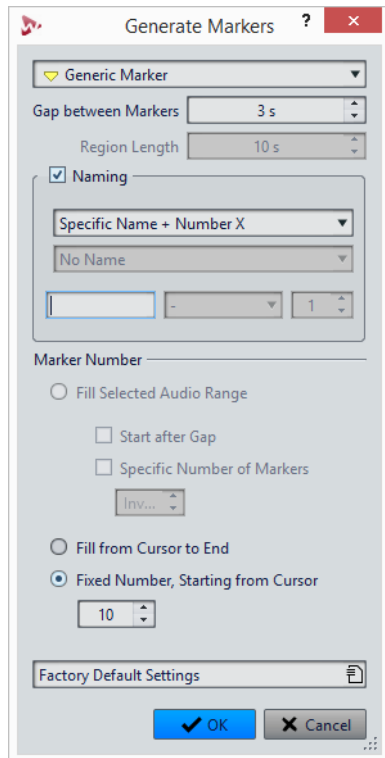 Generate Markers ? ×
Generic Marker
Gap between Markers 3 s
Region Length 10 s
Naming
Specific Name + Number X
No Name
- 1
Marker Number
Fill Selected Audio Range
Start after Gap
Specific Number of Markers
Inv...
Fill from Cursor to End
Fixed Number, Starting from Cursor
10
Factory Default Settings
OK Cancel